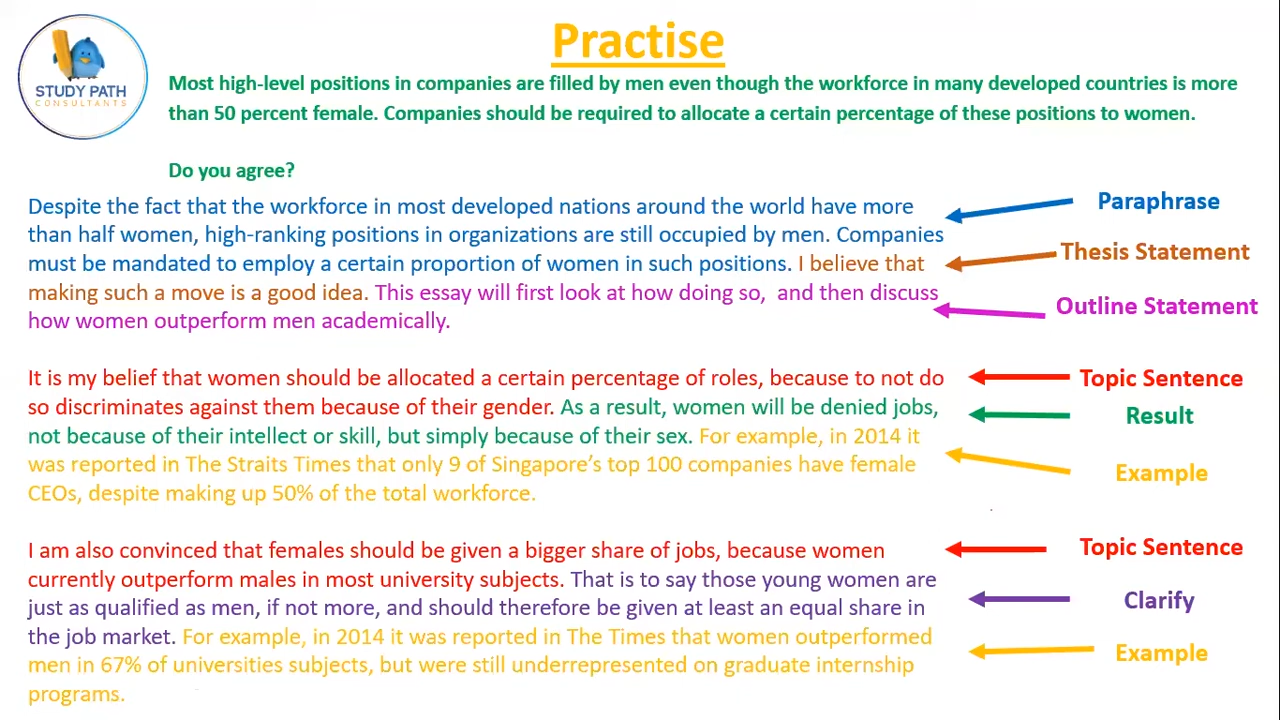 STUDY PATH
CONSULTANTS
Practise
Most high-level positions in companies are filled by men even though the workforce in many developed countries is more
than 50 percent female. Companies should be required to allocate a certain percentage of these positions to women.
Do you agree?
Despite the fact that the workforce in most developed nations around the world have more
than half women, high-ranking positions in organizations are still occupied by men. Companies
must be mandated to employ a certain proportion of women in such positions. I believe that
making such a move is a good idea. This essay will first look at how doing so,  and then discuss
how women outperform men academically.
Paraphrase
Thesis Statement
Outline Statement
It is my belief that women should be allocated a certain percentage of roles, because to not do
so discriminates against them because of their gender. As a result, women will be denied jobs,
not because of their intellect or skill, but simply because of their sex. For example, in 2014 it
was reported in The Straits Times that only 9 of Singapore's top 100 companies have female
CEOs, despite making up 50% of the total workforce.
Topic Sentence
Result
Example
I am also convinced that females should be given a bigger share of jobs, because women
currently outperform males in most university subjects. That is to say those young women are
just as qualified as men, if not more, and should therefore be given at least an equal share in
the job market. For example, in 2014 it was reported in The Times that women outperformed
men in 67% of universities subjects, but were still underrepresented on graduate internship
programs.
Topic Sentence
Clarify
Example